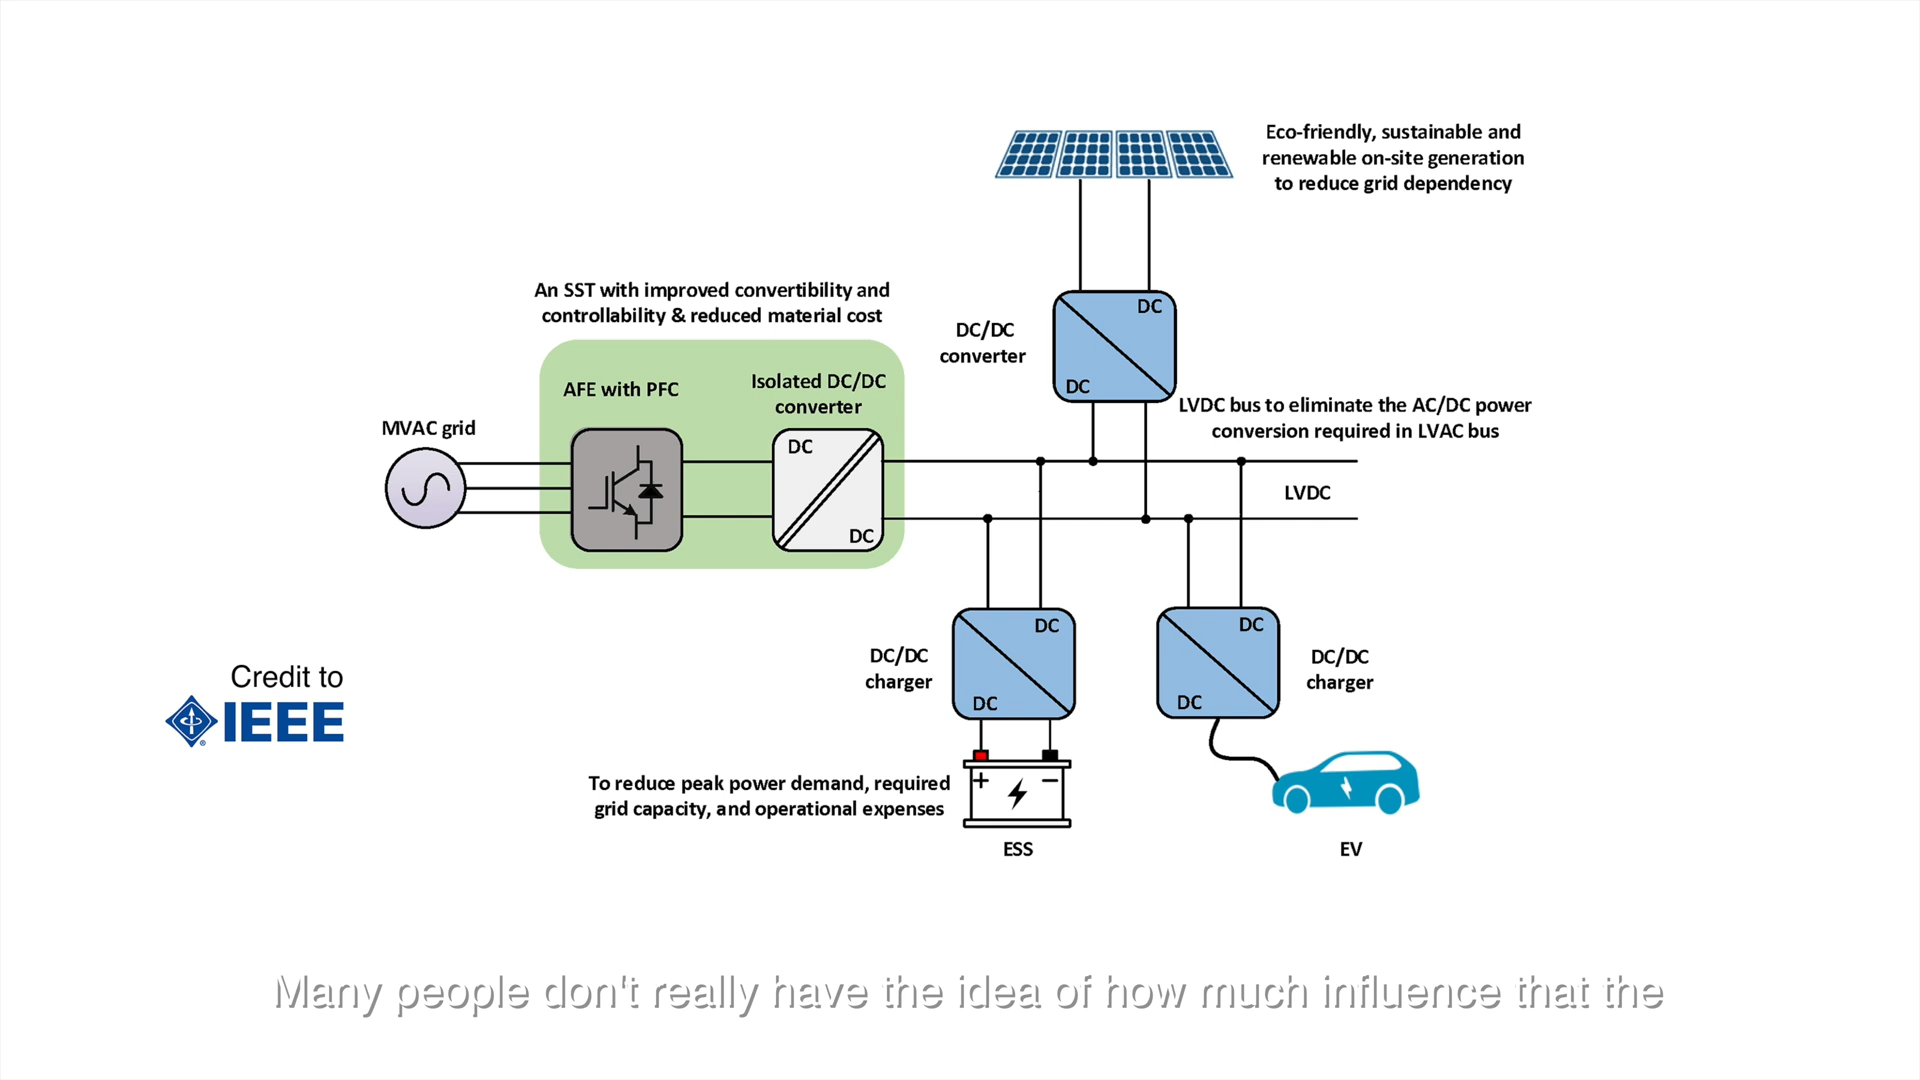 Eco-friendly, sustainable and
renewable on-site generation
to reduce grid dependency
An SST with improved convertibility and
controllability & reduced material cost
DC
DC/DC
converter
DC
AFE with PFC
Isolated DC/DC
converter
LVDC bus to eliminate the AC/DC power
conversion required in LVAC bus
MVAC grid
DC
DC
LVDC
DC
DC/DC
charger
DC
DC
DC/DC
charger
DC
Credit to
IEEE
To reduce peak power demand, required
grid capacity, and operational expenses
+ −
ESS
EV
Many people don't really have the idea of how much influence that the